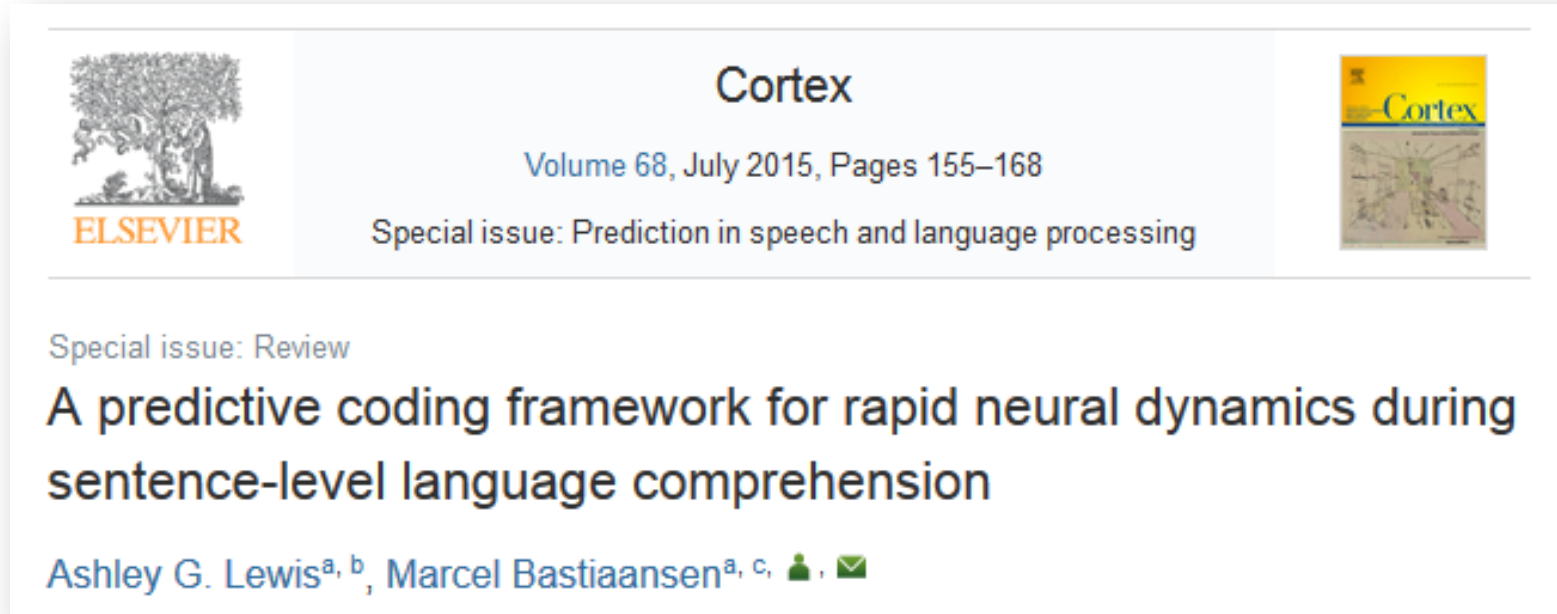 Cortex
Volume 68, July 2015, Pages 155–168
Special issue: Prediction in speech and language processing
ELSEVIER
Cortex
Special issue: Review
A predictive coding framework for rapid neural dynamics during
sentence-level language comprehension
Ashley G. Lewisa, b, Marcel Bastiaansena, c, ,